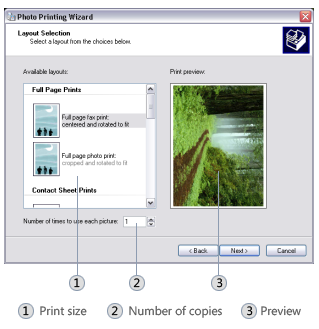 Photo Printing Wizard
Layout Selection
Select a layout from the choices below.
Available layouts:
Print preview:
Full Page Prints
Full page fax print:
centered and rotated to fit
Full page photo print:
cropped and rotated to fit
Contact Sheet Prints
Number of times to use each picture: 1
< Back Next > Cancel
1 2 3
1 Print size 2 Number of copies 3 Preview